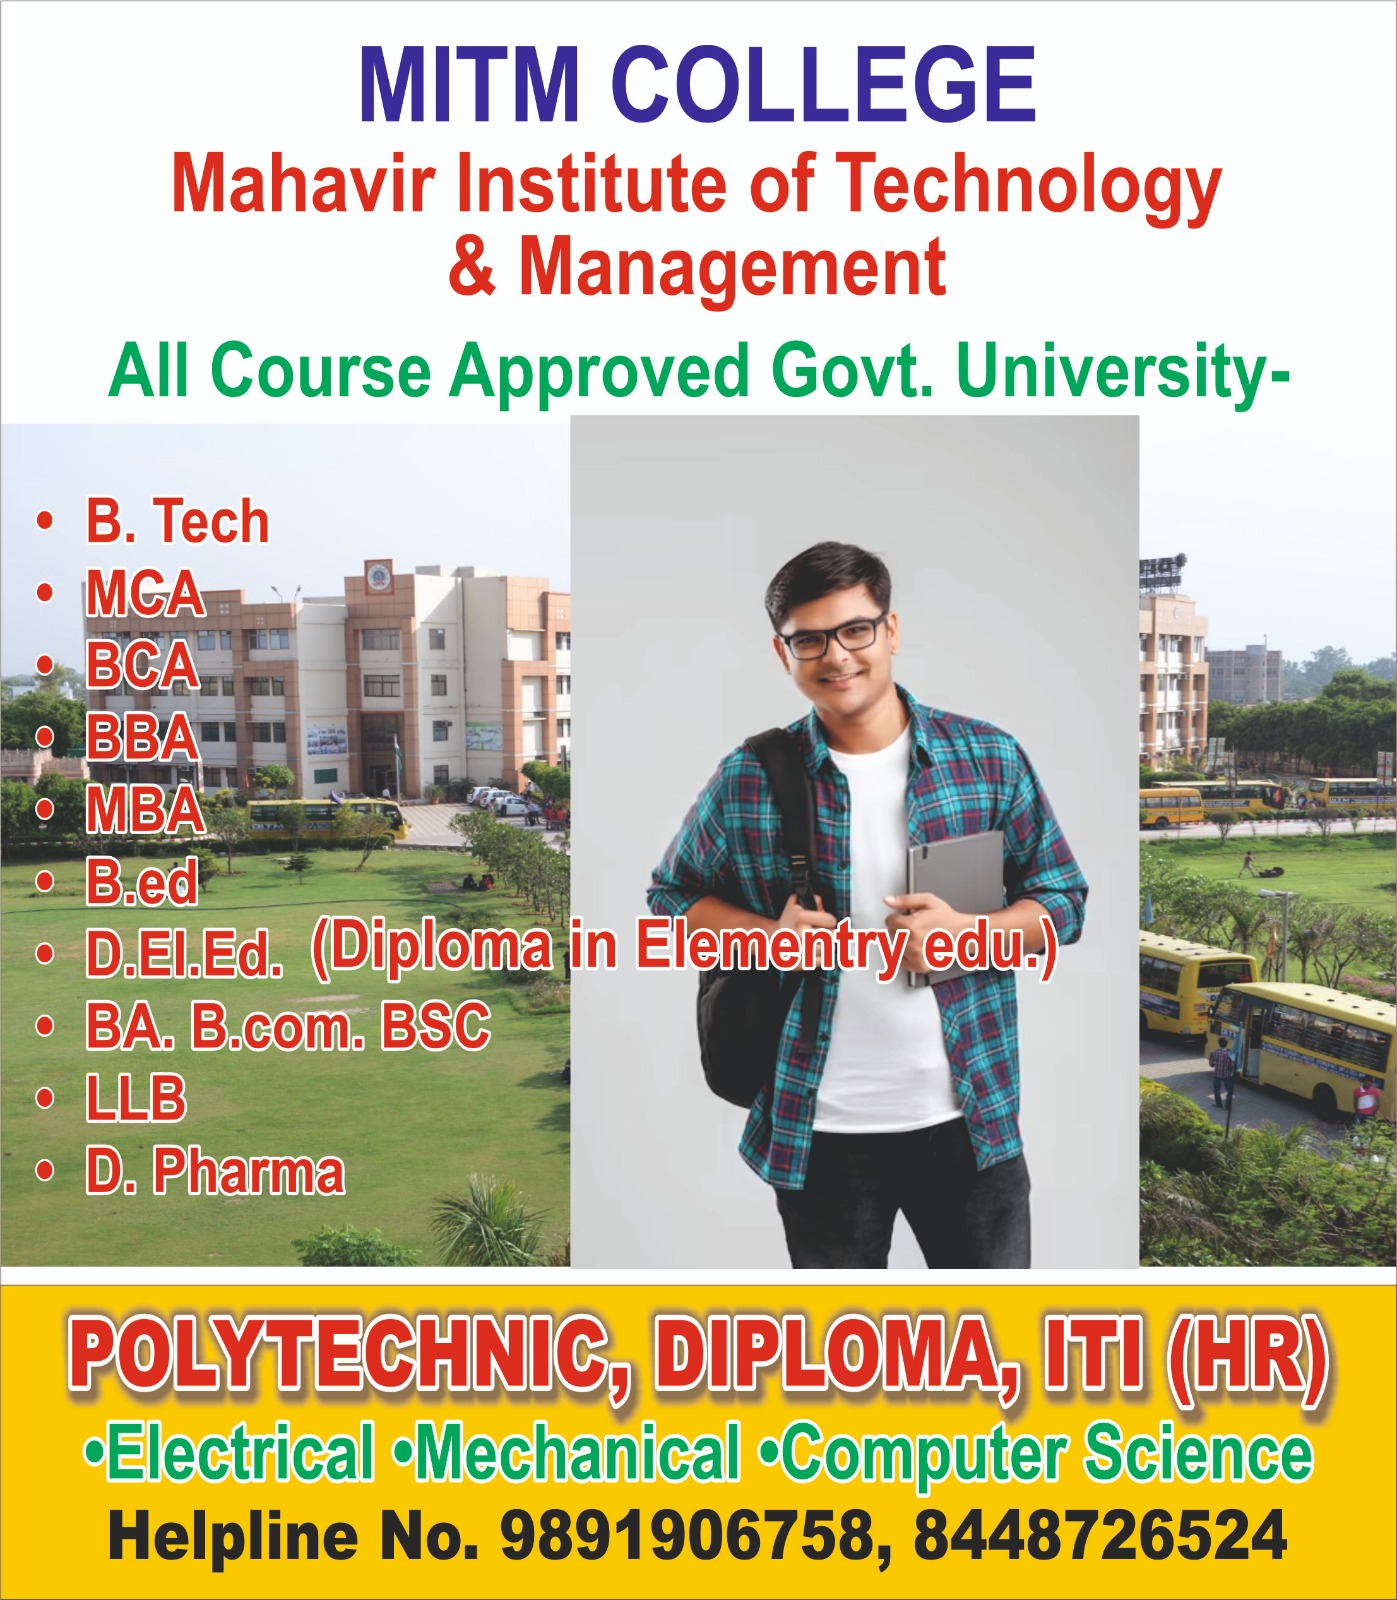 MITM COLLEGE
Mahavir Institute of Technology
& Management
All Course Approved Govt. University-
• B. Tech
• MCA
• BCA
• BBA
• MBA
• B.ed
• D.El.Ed. (Diploma in Elementry edu.)
• BA. B.com. BSC
• LLB
• D. Pharma
POLYTECHNIC, DIPLOMA, ITI (HR)
•Electrical •Mechanical •Computer Science
Helpline No. 9891906758, 8448726524